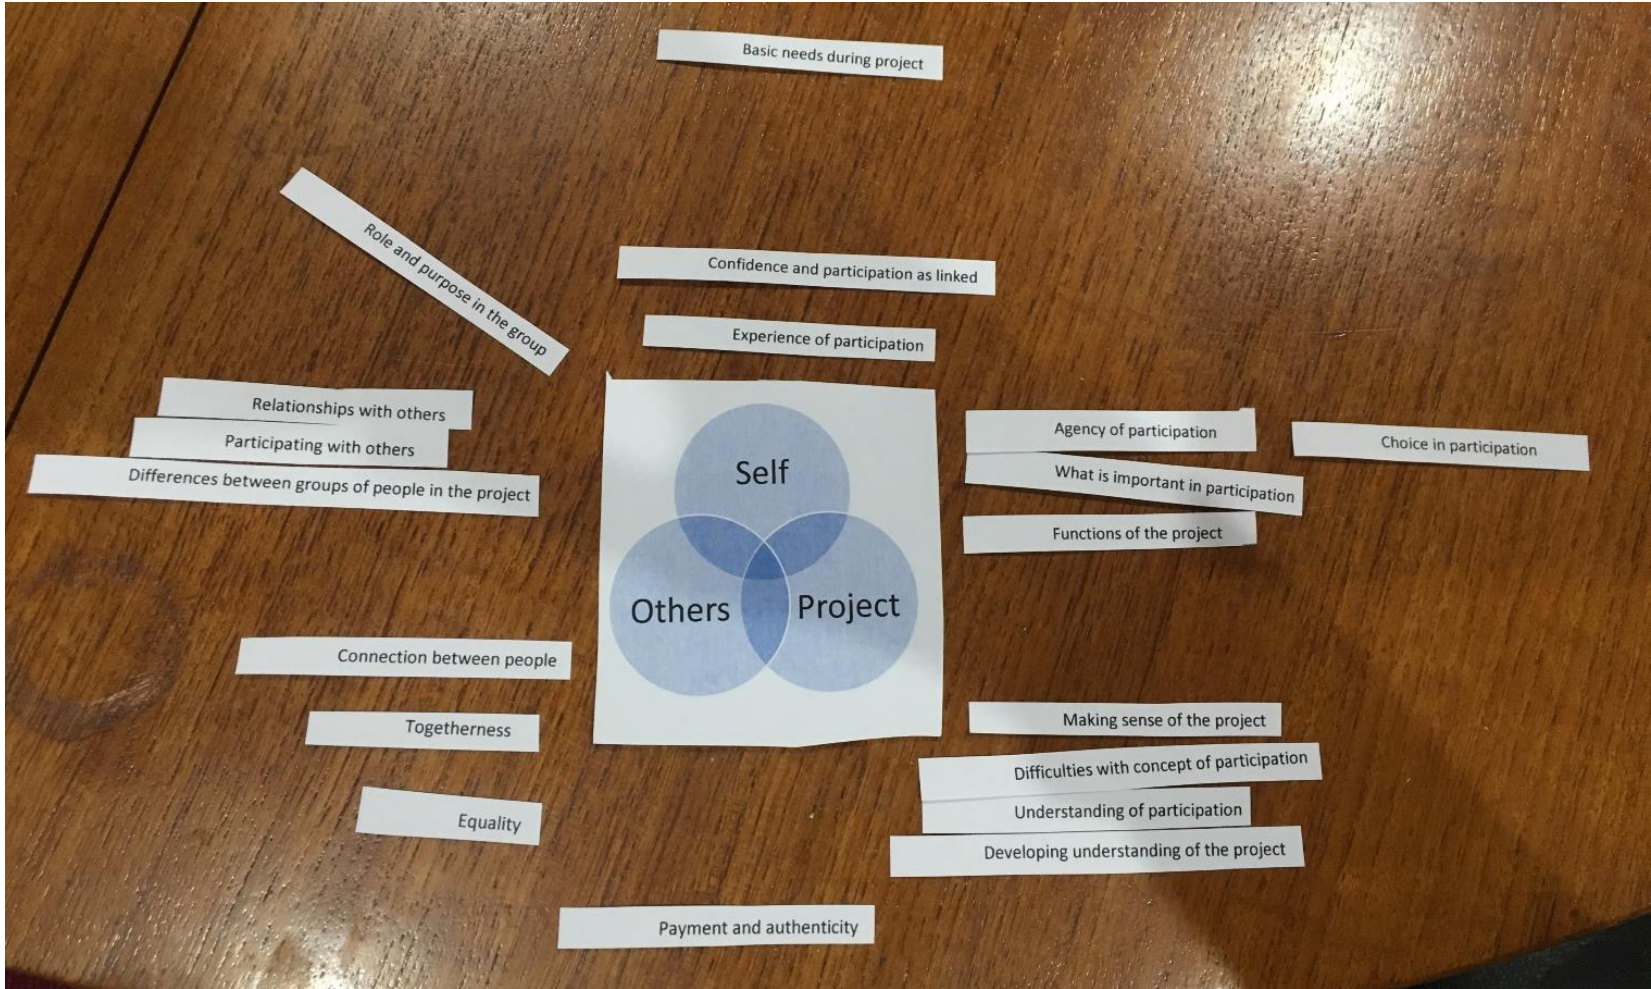 Basic needs during project
Role and purpose in the group
Confidence and participation as linked
Experience of participation
Relationships with others
Participating with others
Differences between groups of people in the project
Self
Others
Project
Agency of participation
Choice in participation
What is important in participation
Functions of the project
Connection between people
Togetherness
Equality
Making sense of the project
Difficulties with concept of participation
Understanding of participation
Developing understanding of the project
Payment and authenticity